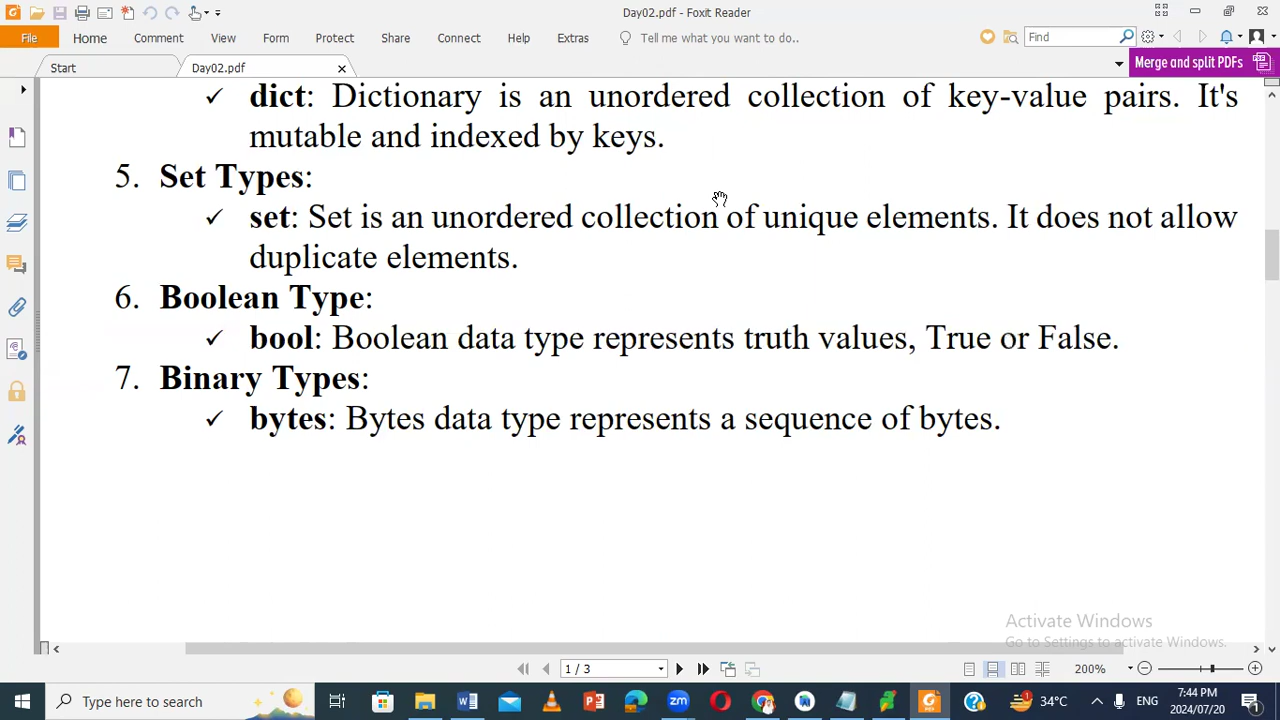 Day02.pdf - Foxit Reader
File Home Comment View Form Protect Share Connect Help Extras Tell me what you want to do.. Find
Start Day02.pdf Merge and split PDFs
✓ dict: Dictionary is an unordered collection of key-value pairs. It's
mutable and indexed by keys.
5. Set Types:
✓ set: Set is an unordered collection of unique elements. It does not allow
duplicate elements.
6. Boolean Type:
✓ bool: Boolean data type represents truth values, True or False.
7. Binary Types:
✓ bytes: Bytes data type represents a sequence of bytes.
Activate Windows
Go to Settings to activate Windows.
1 / 3 200%
Type here to search 34°C ENG 7:44 PM
2024/07/20 1